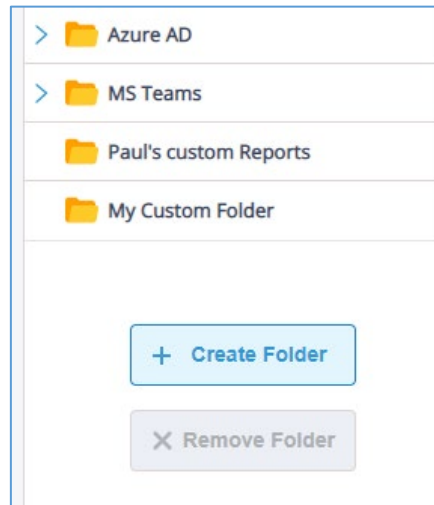 Azure AD
MS Teams
Paul's custom Reports
My Custom Folder
+ Create Folder
Remove Folder